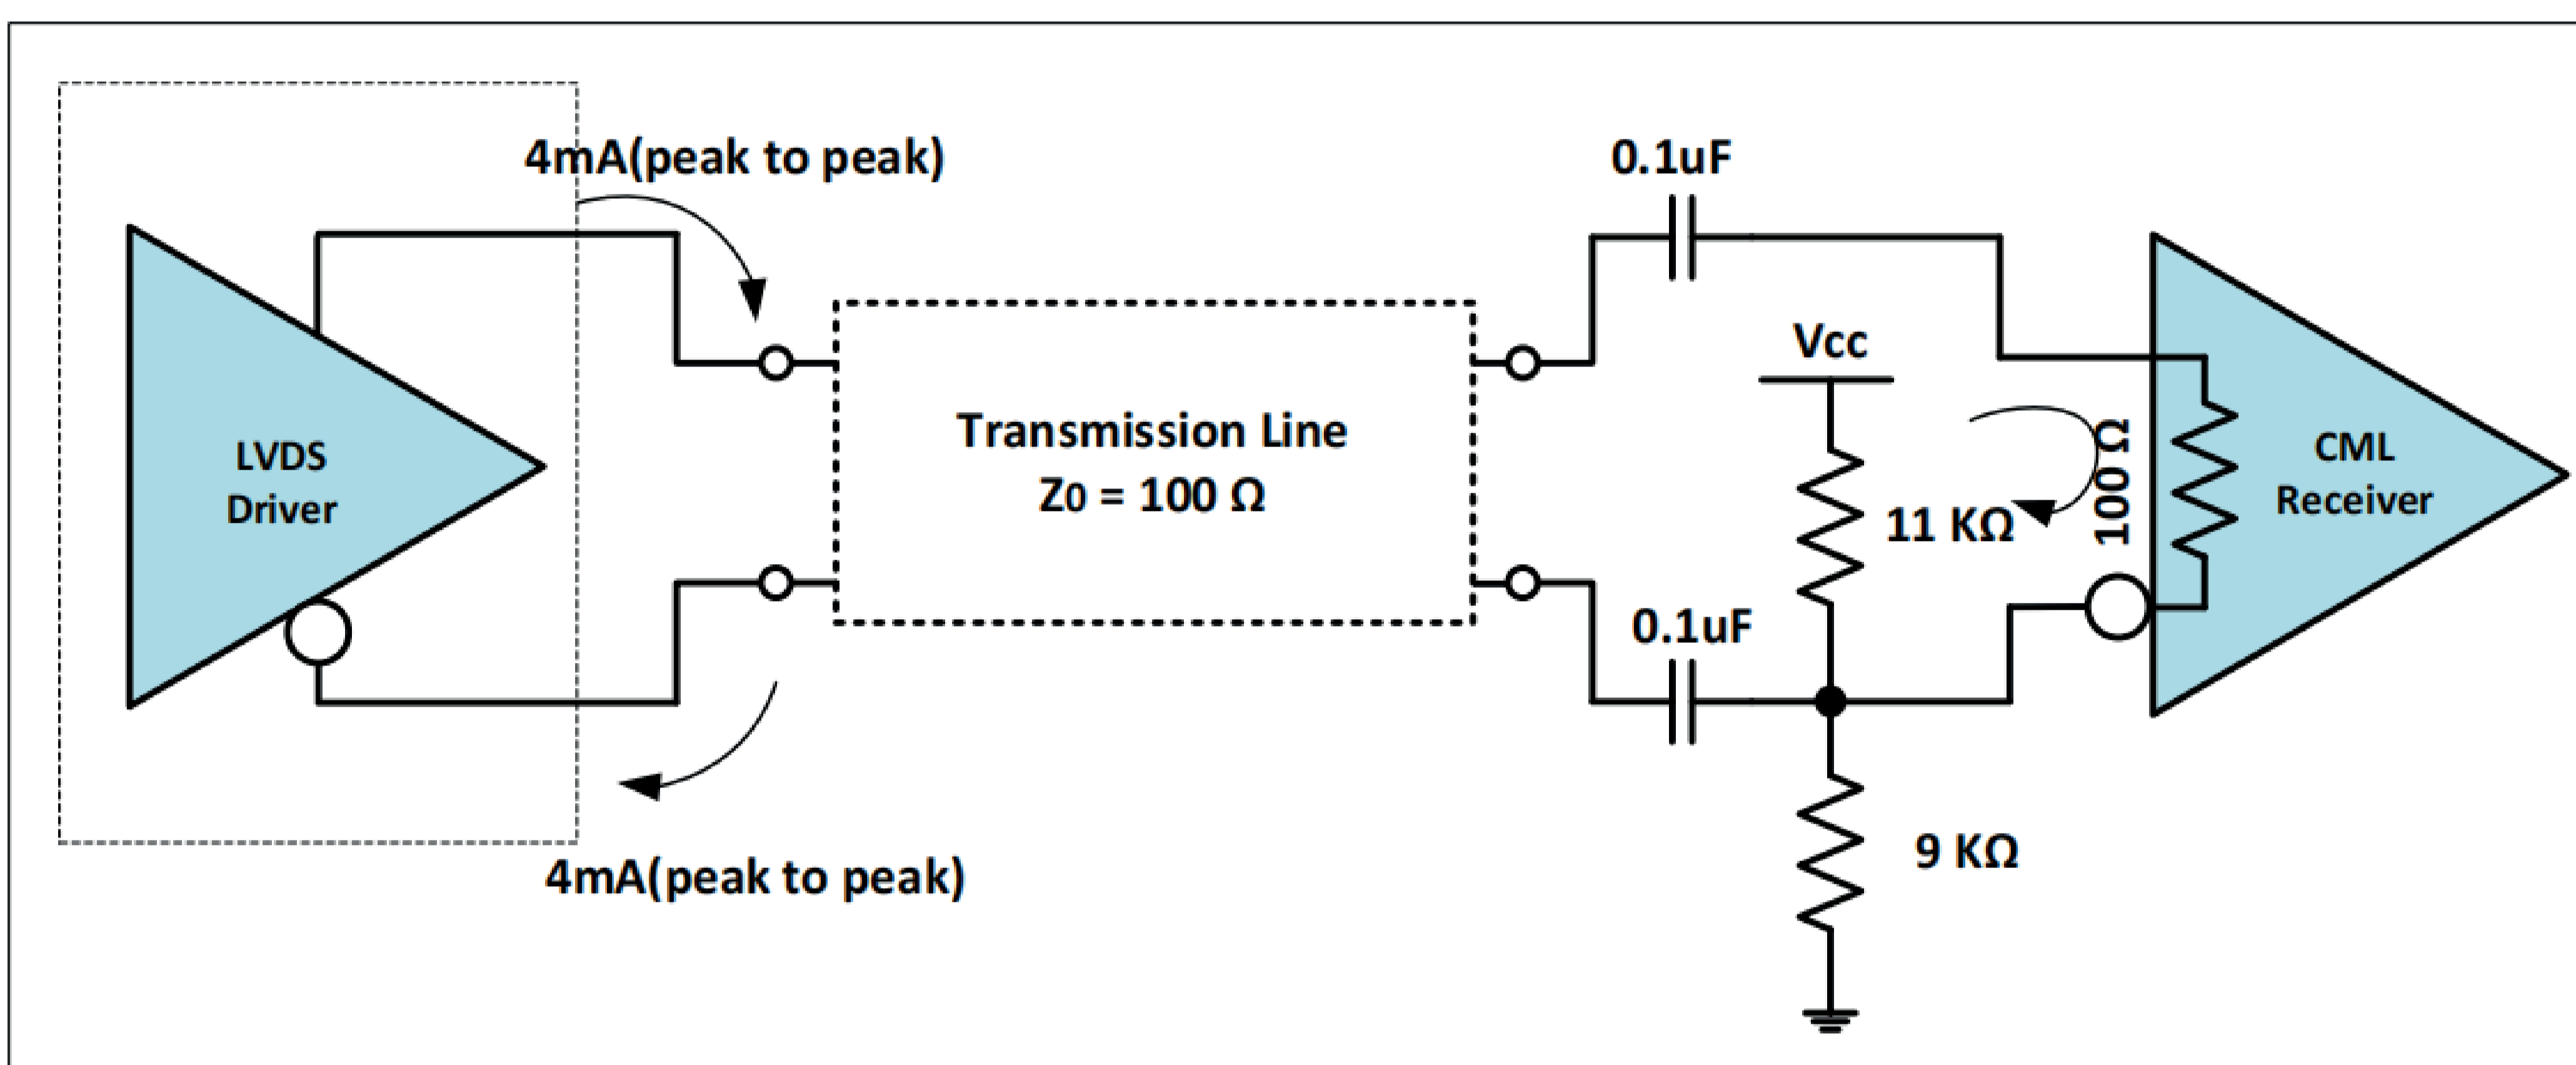 4mA(peak to peak)
0.1uF
Vcc
LVDS
Driver
Transmission Line
Z0 = 100 Ω
11 KΩ
100 Ω
CML
Receiver
0.1uF
9 KΩ
4mA(peak to peak)